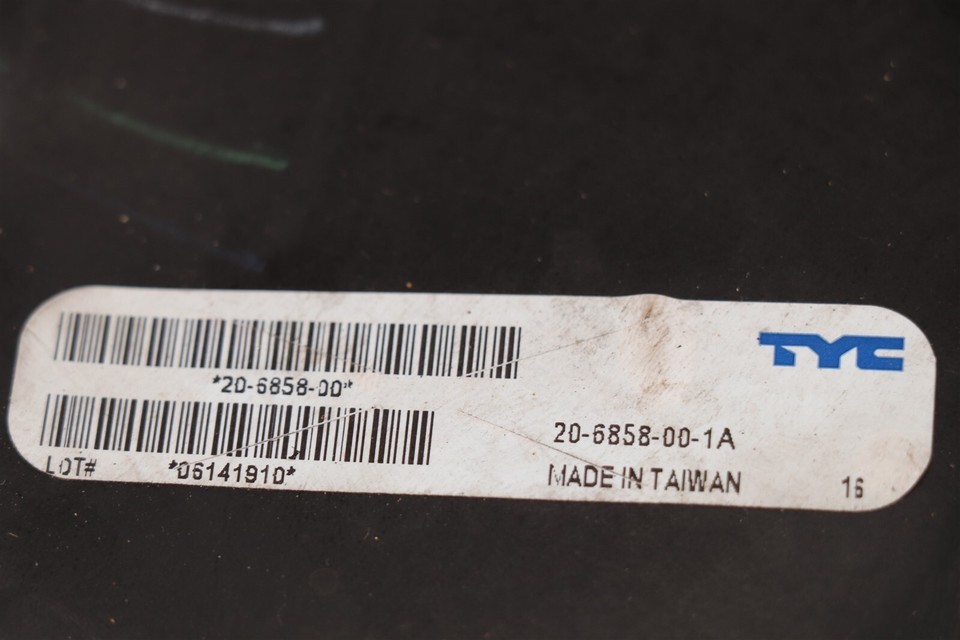 *20-6858-00*
LOT# *06141910*
TYC
20-6858-00-1A
MADE IN TAIWAN
16